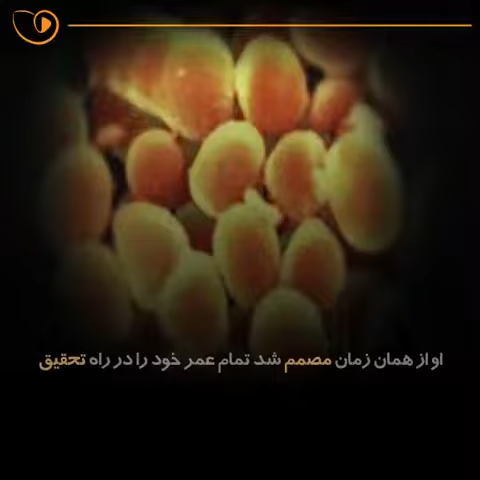 او از همان زمان مصمم شد تمام عمر خود را در راه تحقیق